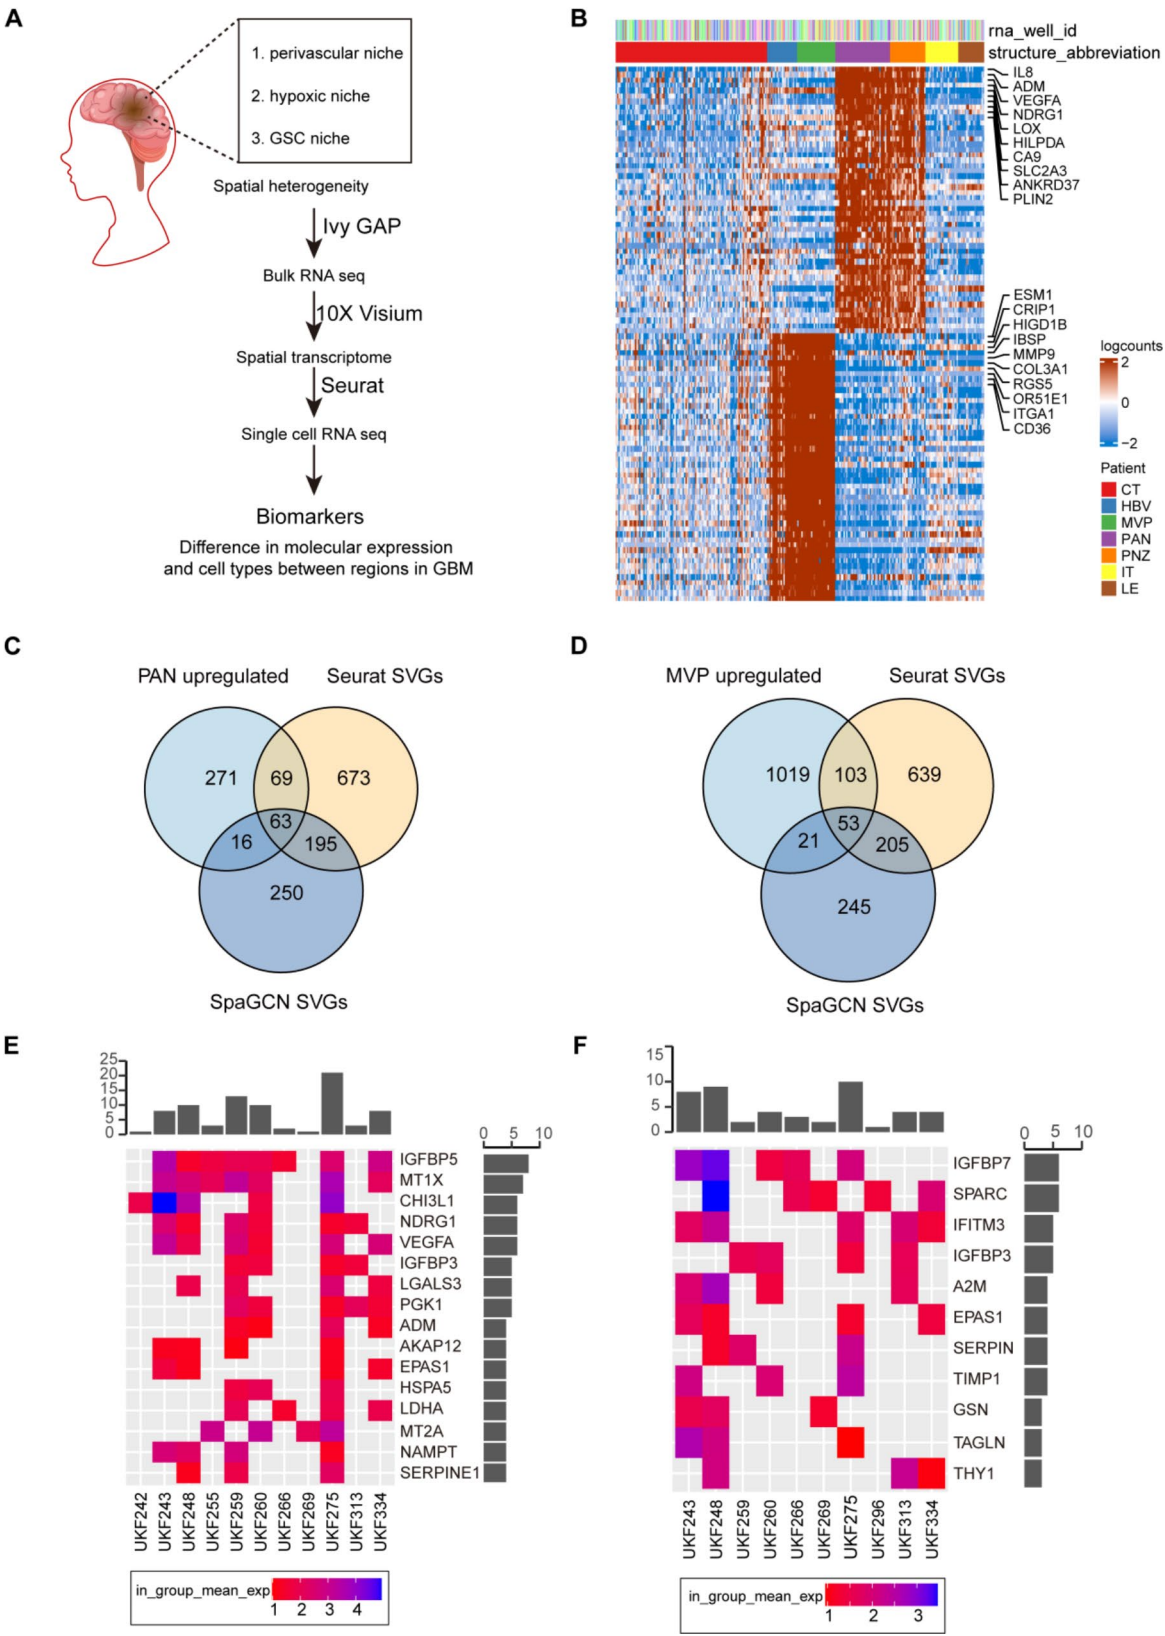 A
1. perivascular niche
2. hypoxic niche
3. GSC niche
Spatial heterogeneity
Ivy GAP
Bulk RNA seq
10X Visium
Spatial transcriptome
Seurat
Single cell RNA seq
Biomarkers
Difference in molecular expression
and cell types between regions in GBM
B
rna_well_id
structure_abbreviation
IL8
ADM
VEGFA
NDRG1
LOX
HILPDA
CA9
SLC2A3
ANKRD37
PLIN2
ESM1
CRIP1
HIGD1B
IBSP
MMP9
COL3A1
RGS5
OR51E1
ITGA1
CD36
logcounts
2
0
−2
Patient
CT
HBV
MVP
PAN
PNZ
IT
LE
C
PAN upregulated
Seurat SVGs
271
69
673
63
16
195
250
SpaGCN SVGs
D
MVP upregulated
Seurat SVGs
1019
103
639
53
21
205
245
SpaGCN SVGs
E
25
20
15
10
5
0
0 5 10
IGFBP5
MT1X
CHI3L1
NDRG1
VEGFA
IGFBP3
LGALS3
PGK1
ADM
AKAP12
EPAS1
HSPA5
LDHA
MT2A
NAMPT
SERPINE1
UKF242
UKF243
UKF248
UKF255
UKF259
UKF260
UKF266
UKF269
UKF275
UKF313
UKF334
in_group_mean_exp
1 2 3 4
F
15
10
5
0
0 5 10
IGFBP7
SPARC
IFITM3
IGFBP3
A2M
EPAS1
SERPIN
TIMP1
GSN
TAGLN
THY1
UKF243
UKF248
UKF259
UKF260
UKF266
UKF269
UKF275
UKF296
UKF313
UKF334
in_group_mean_exp
1 2 3